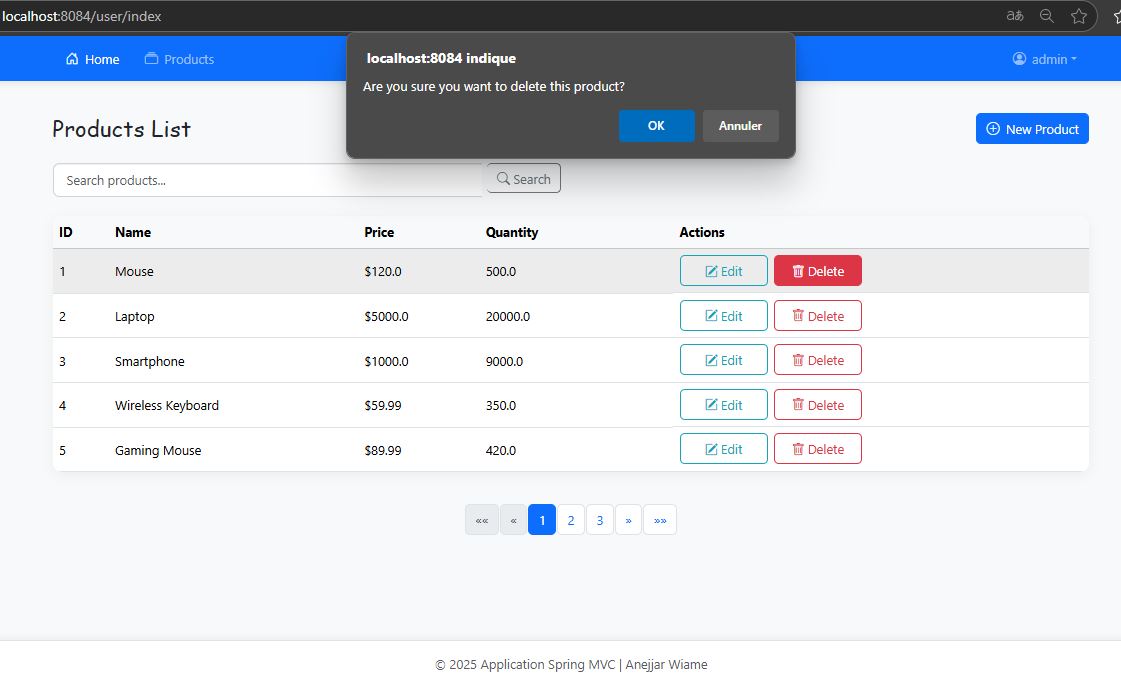 localhost:8084/user/index
Home Products admin
localhost:8084 indique
Are you sure you want to delete this product?
OK Annuler
Products List
New Product
Search products... Search
ID Name Price Quantity Actions
1 Mouse $120.0 500.0 Edit Delete
2 Laptop $5000.0 20000.0 Edit Delete
3 Smartphone $1000.0 9000.0 Edit Delete
4 Wireless Keyboard $59.99 350.0 Edit Delete
5 Gaming Mouse $89.99 420.0 Edit Delete
«« « 1 2 3 » »»
© 2025 Application Spring MVC | Anejjar Wiame